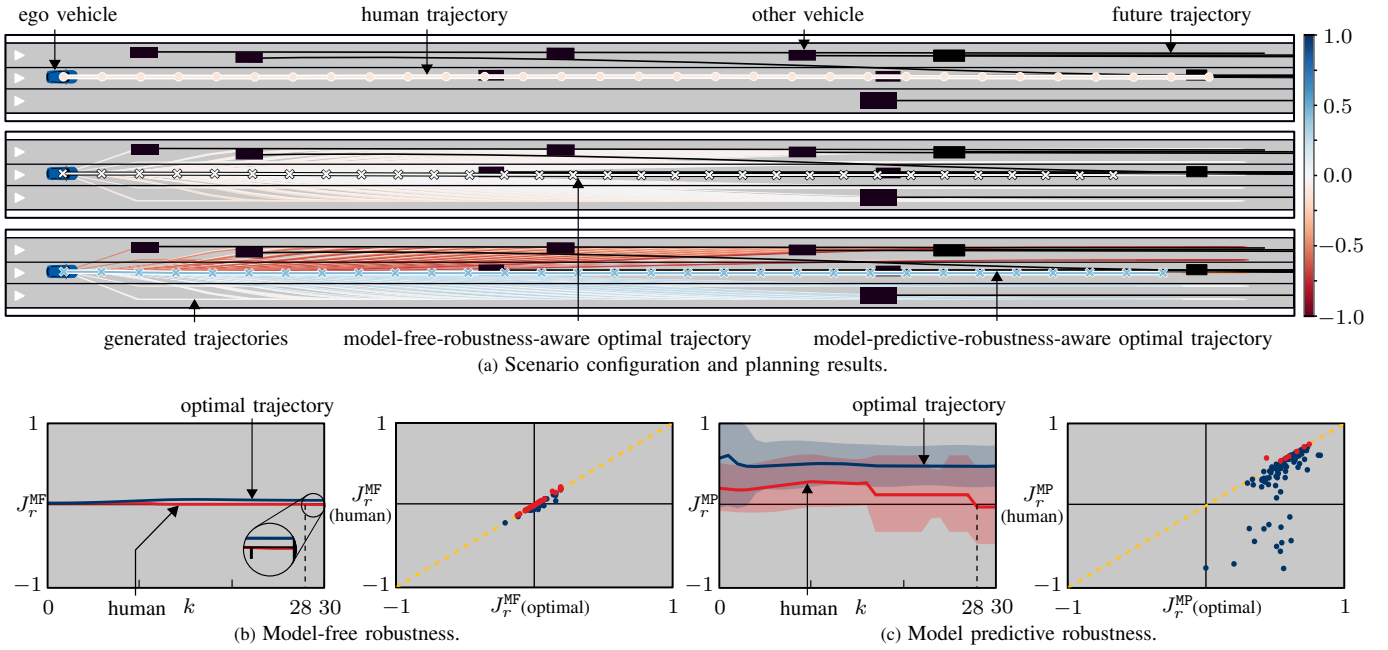 ego vehicle human trajectory other vehicle future trajectory
1.0
0.5
0.0
−0.5
−1.0
generated trajectories model-free-robustness-aware optimal trajectory model-predictive-robustness-aware optimal trajectory
(a) Scenario configuration and planning results.
optimal trajectory
1
J_r^MF
−1
0 human k 28 30
1
J_r^MF
(human)
−1
−1 J_r^MF (optimal) 1
(b) Model-free robustness.
optimal trajectory
1
J_r^MP
−1
0 human k 28 30
1
J_r^MP
(human)
−1
−1 J_r^MP (optimal) 1
(c) Model predictive robustness.